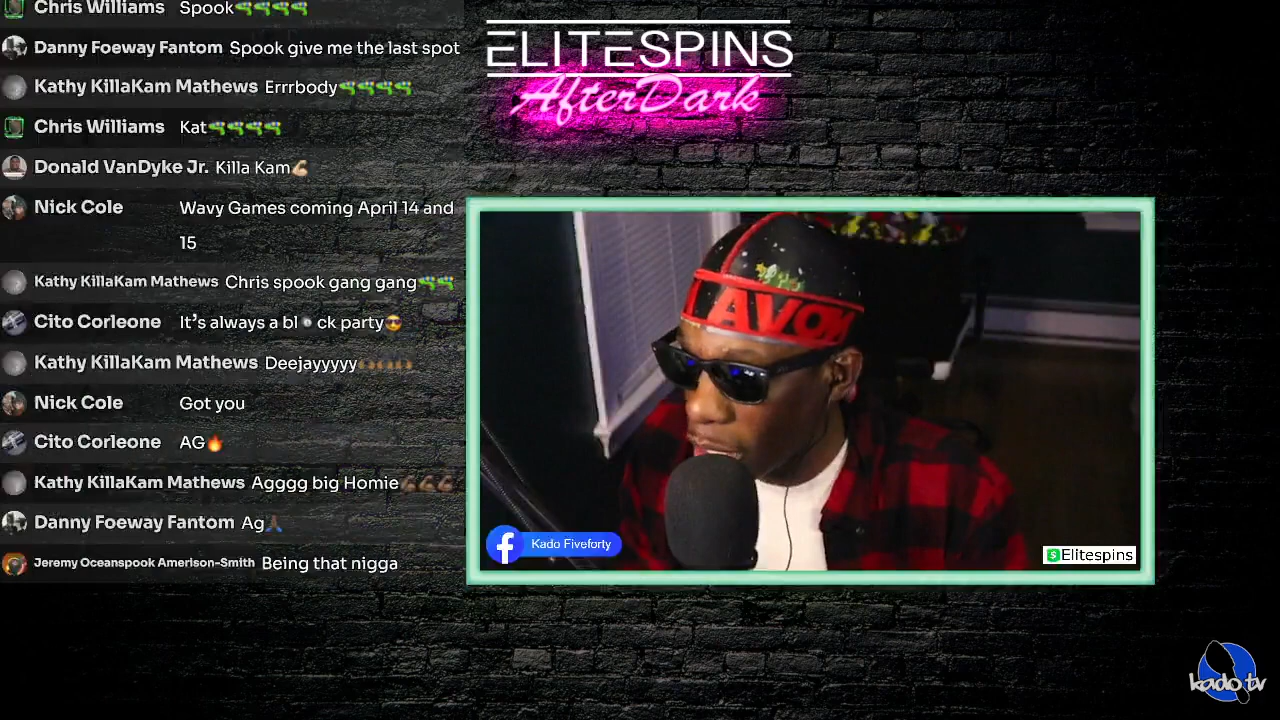 Chris Williams Spook
Danny Foeway Fantom Spook give me the last spot
Kathy KillaKam Mathews Errrbody
Chris Williams Kat
Donald VanDyke Jr. Killa Kam
Nick Cole Wavy Games coming April 14 and
15
Kathy KillaKam Mathews Chris spook gang gang
Cito Corleone It's always a bl ck party
Kathy KillaKam Mathews Deejayyyyy
Nick Cole Got you
Cito Corleone AG
Kathy KillaKam Mathews Agggg big Homie
Danny Foeway Fantom Ag
Being that nigga
ELITESPINS
AfterDark
AVON
Kado Fiveforty
Elitespins
kado tv